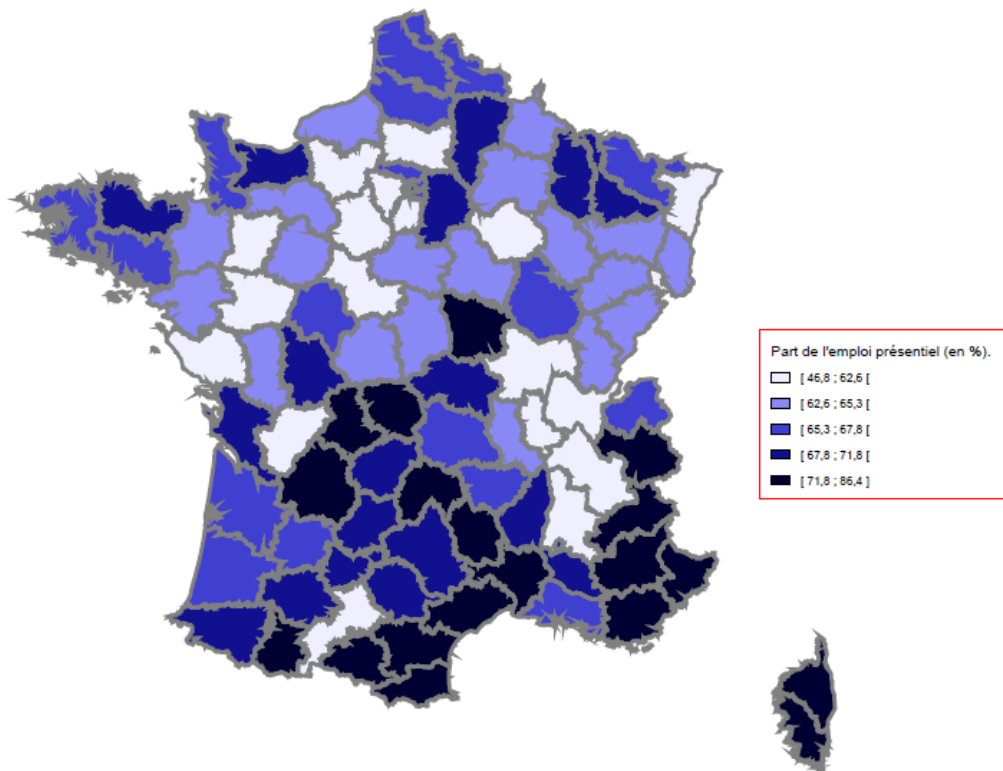 Part de l'emploi présentiel (en %).
[ 46,8 ; 62,6 [
[ 62,6 ; 65,3 [
[ 65,3 ; 67,8 [
[ 67,8 ; 71,8 [
[ 71,8 ; 86,4 ]